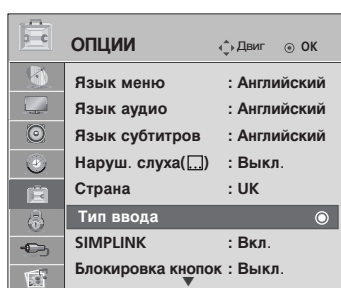 ОПЦИИ Двиг OK
Язык меню : Английский
Язык аудио : Английский
Язык субтитров : Английский
Наруш. слуха( ) : Выкл.
Страна : UK
Тип ввода
SIMPLINK : Вкл.
Блокировка кнопок : Выкл.